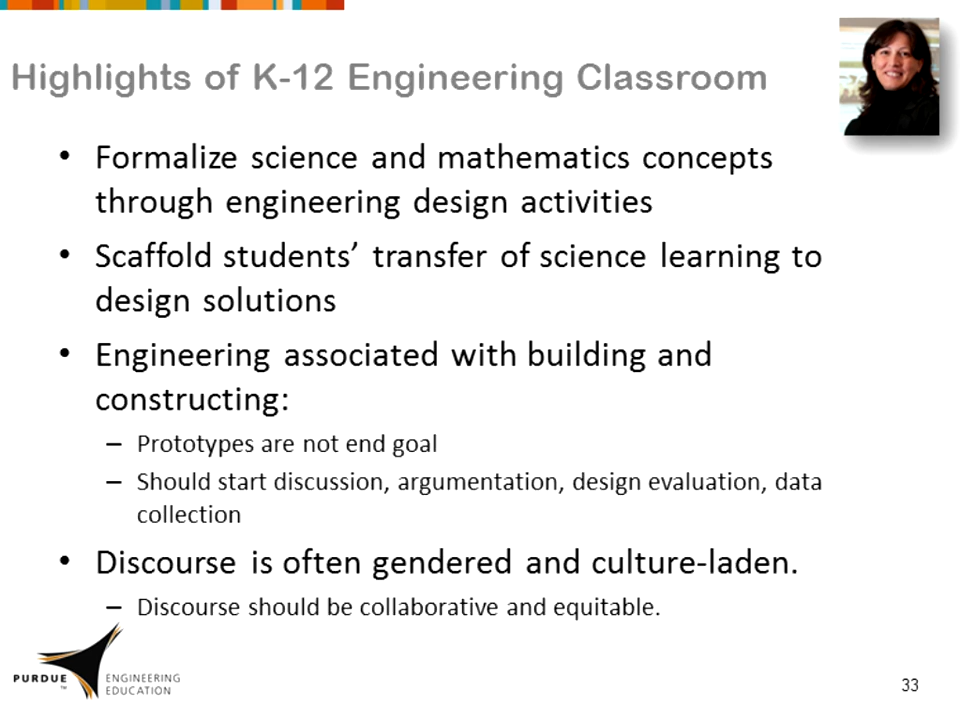 Highlights of K-12 Engineering Classroom
• Formalize science and mathematics concepts
through engineering design activities
• Scaffold students’ transfer of science learning to
design solutions
• Engineering associated with building and
constructing:
– Prototypes are not end goal
– Should start discussion, argumentation, design evaluation, data
collection
• Discourse is often gendered and culture-laden.
– Discourse should be collaborative and equitable.
PURDUE™ ENGINEERING
EDUCATION
33